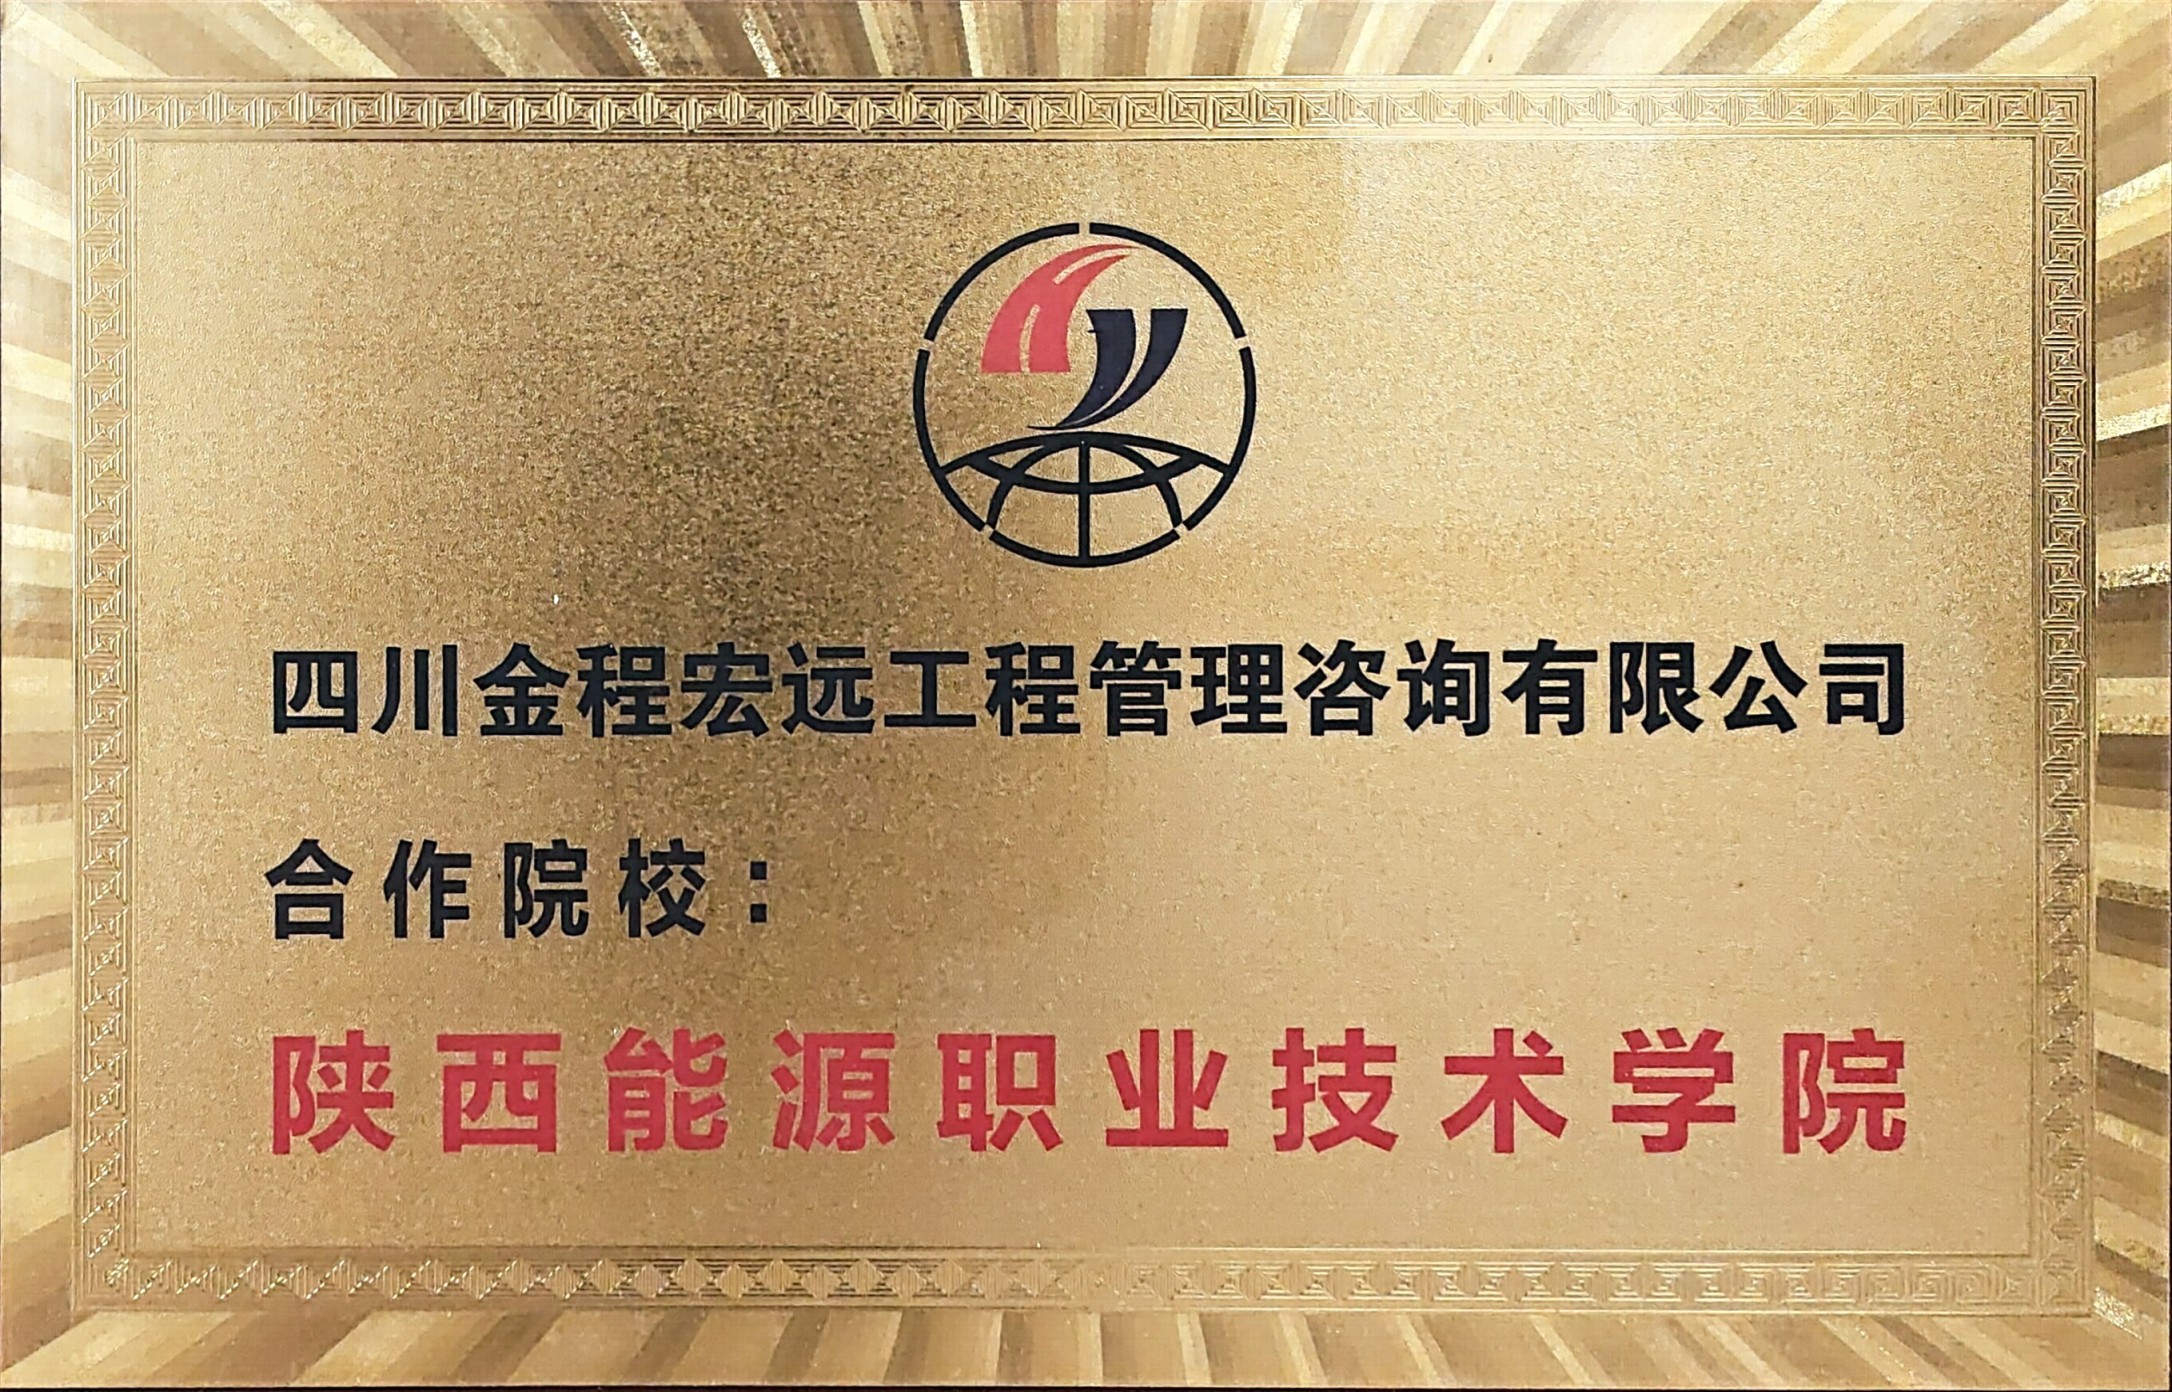 四川金程宏远工程管理咨询有限公司
合作院校：
陕西能源职业技术学院